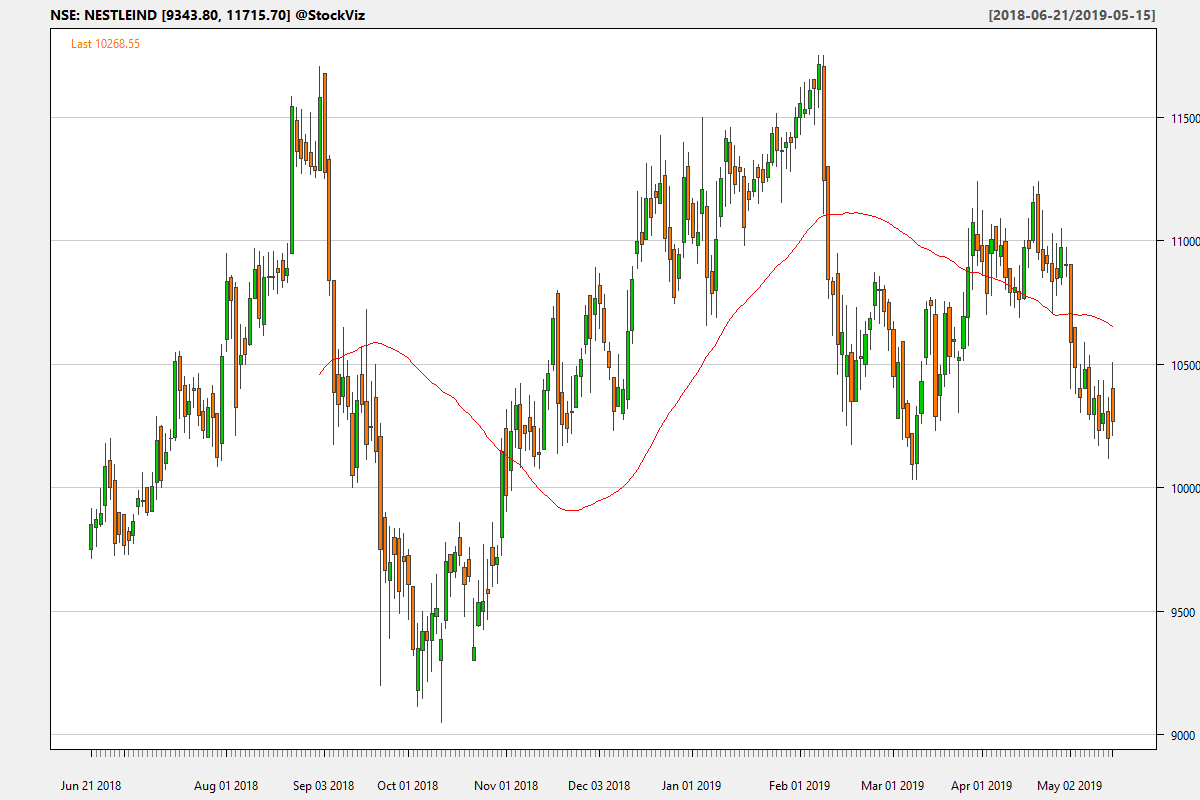 NSE: NESTLEIND [9343.80, 11715.70] @StockViz
[2018-06-21/2019-05-15]
Last 10268.55
11500
11000
10500
10000
9500
9000
Jun 21 2018
Aug 01 2018
Sep 03 2018
Oct 01 2018
Nov 01 2018
Dec 03 2018
Jan 01 2019
Feb 01 2019
Mar 01 2019
Apr 01 2019
May 02 2019